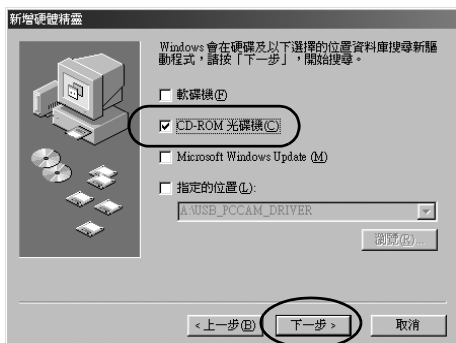 新增硬體精靈
Windows 會在硬碟及以下選擇的位置資料庫搜尋新驅
動程式，請按「下一步」，開始搜尋。
軟碟機(F)
CD-ROM 光碟機(C)
Microsoft Windows Update (M)
指定的位置(L):
A:\USB_PCCAM_DRIVER
瀏覽(R)...
<上一步(B)
下一步 >
取消